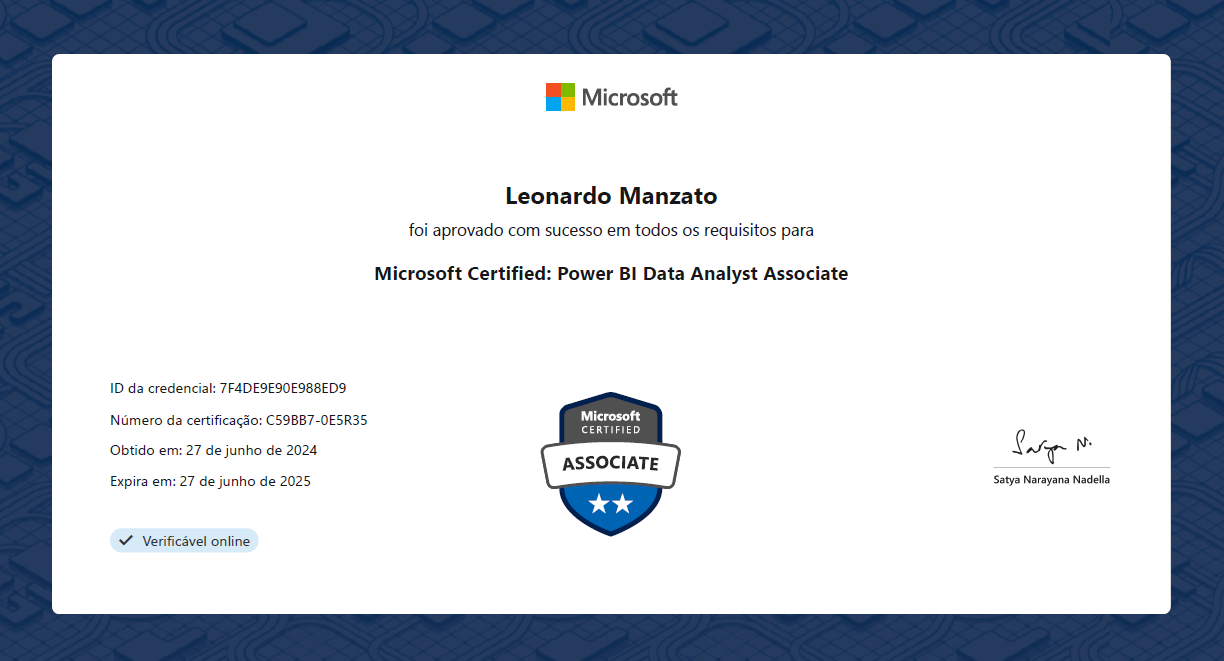 Microsoft
Leonardo Manzato
foi aprovado com sucesso em todos os requisitos para
Microsoft Certified: Power BI Data Analyst Associate
ID da credencial: 7F4DE9E90E988ED9
Número da certificação: C59BB7-0E5R35
Obtido em: 27 de junho de 2024
Expira em: 27 de junho de 2025
Verificável online
Microsoft
CERTIFIED
ASSOCIATE
Satya N.
Satya Narayana Nadella